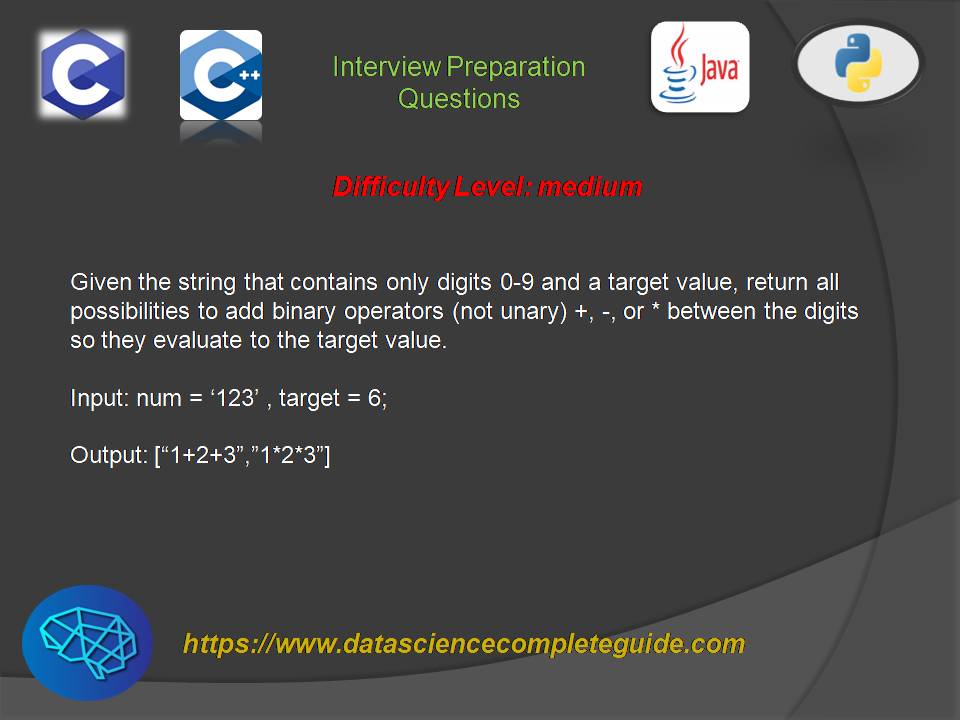 C
C++
Interview Preparation
Questions
Java
Difficulty Level: medium
Given the string that contains only digits 0-9 and a target value, return all
possibilities to add binary operators (not unary) +, -, or * between the digits
so they evaluate to the target value.
Input: num = ‘123’ , target = 6;
Output: [“1+2+3”,”1*2*3”]
https://www.datasciencecompleteguide.com